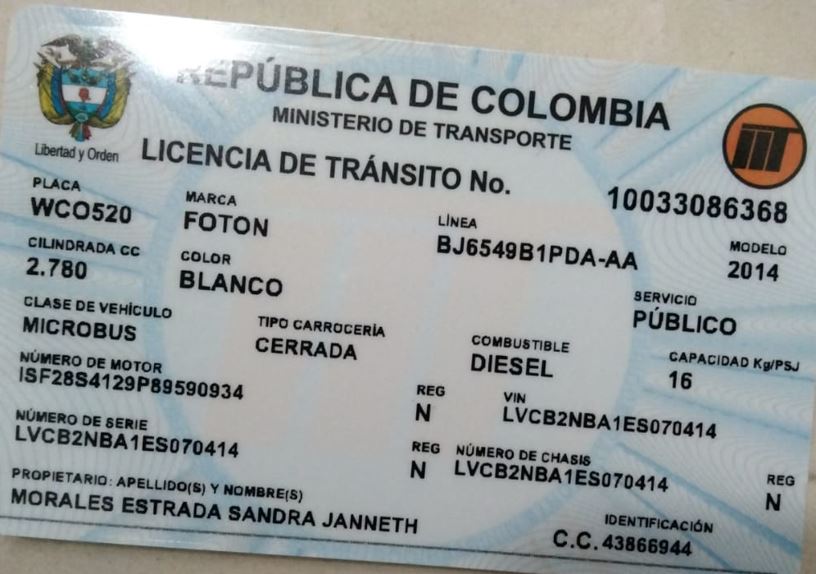 REPÚBLICA DE COLOMBIA
MINISTERIO DE TRANSPORTE
Libertad y Orden
LICENCIA DE TRÁNSITO No. 10033086368
PLACA MARCA LÍNEA MODELO
WCO520 FOTON BJ6549B1PDA-AA 2014
CILINDRADA CC COLOR SERVICIO
2.780 BLANCO PÚBLICO
CLASE DE VEHÍCULO TIPO CARROCERÍA COMBUSTIBLE CAPACIDAD Kg/PSJ
MICROBUS CERRADA DIESEL 16
NÚMERO DE MOTOR REG VIN
ISF28S4129P89590934 N LVCB2NBA1ES070414
NÚMERO DE SERIE REG NÚMERO DE CHASIS REG
LVCB2NBA1ES070414 N LVCB2NBA1ES070414 N
PROPIETARIO: APELLIDO(S) Y NOMBRE(S) IDENTIFICACIÓN
MORALES ESTRADA SANDRA JANNETH C.C. 43866944